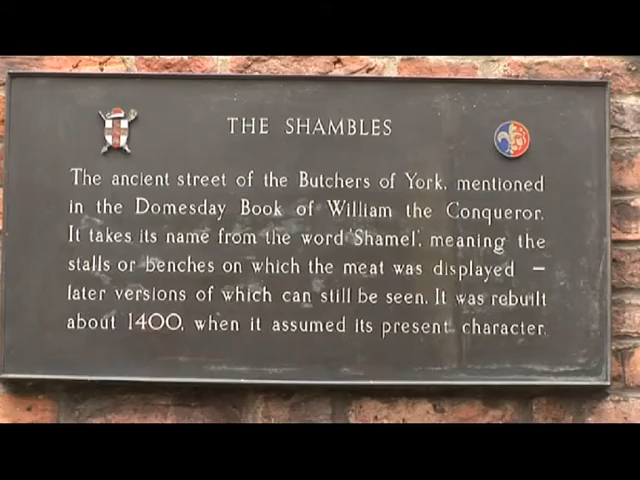 THE SHAMBLES
The ancient street of the Butchers of York, mentioned
in the Domesday Book of William the Conqueror.
It takes its name from the word 'Shamel', meaning the
stalls or benches on which the meat was displayed –
later versions of which can still be seen. It was rebuilt
about 1400, when it assumed its present character.